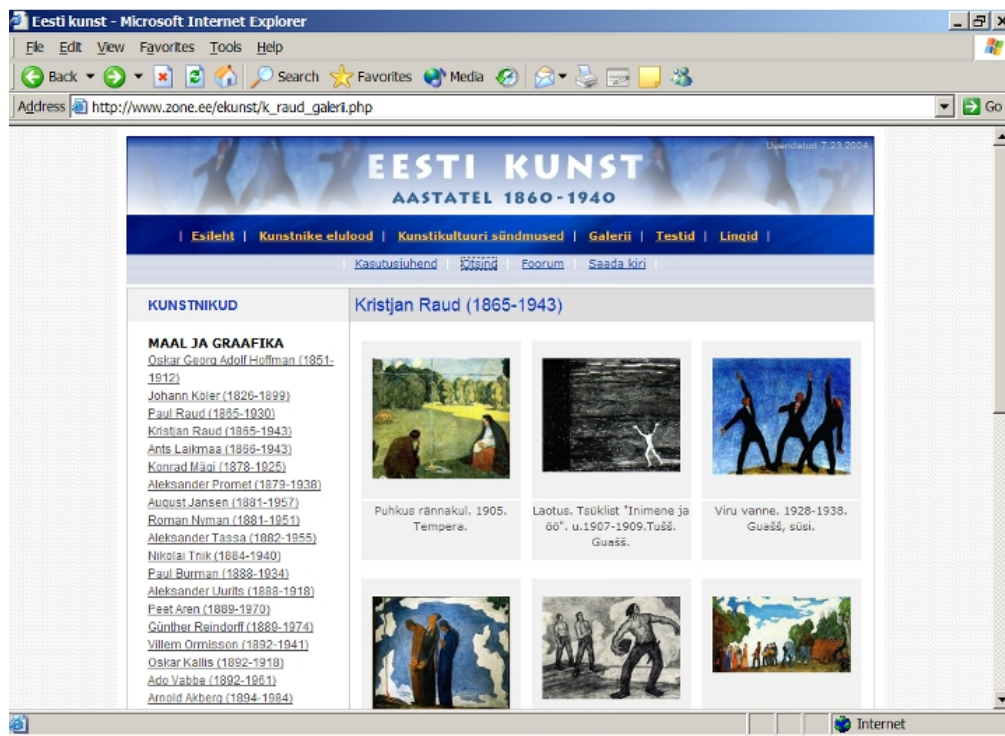 Eesti kunst - Microsoft Internet Explorer
File Edit View Favorites Tools Help
Back Search Favorites Media
Address http://www.zone.ee/ekunst/k_raud_galeri.php Go
Uuendatud 7.23.2004
EESTI KUNST
AASTATEL 1860-1940
| Esileht | Kunstnike elulood | Kunstikultuuri sündmused | Galerii | Testid | Lingid |
| Kasutusjuhend | Otsing | Foorum | Saada kiri |
KUNSTNIKUD
MAAL JA GRAAFIKA
Oskar Georg Adolf Hoffman (1851-
1912)
Johann Köler (1826-1899)
Paul Raud (1865-1930)
Kristjan Raud (1865-1943)
Ants Laikmaa (1866-1943)
Konrad Mägi (1878-1925)
Aleksander Promet (1879-1938)
August Jansen (1881-1957)
Roman Nyman (1881-1951)
Aleksander Tassa (1882-1955)
Nikolai Triik (1884-1940)
Paul Burman (1888-1934)
Aleksander Uurits (1888-1918)
Peet Aren (1889-1970)
Günther Reindorff (1889-1974)
Villem Ormisson (1892-1941)
Oskar Kallis (1892-1918)
Ado Vabbe (1892-1961)
Arnold Akberg (1894-1984)
Kristjan Raud (1865-1943)
Puhkus rännakul. 1905.
Tempera.
Laotus. Tsüklist "Inimene ja
öö". u.1907-1909.Tušš.
Guašš.
Viru vanne. 1928-1938.
Guašš, süsi.
Internet